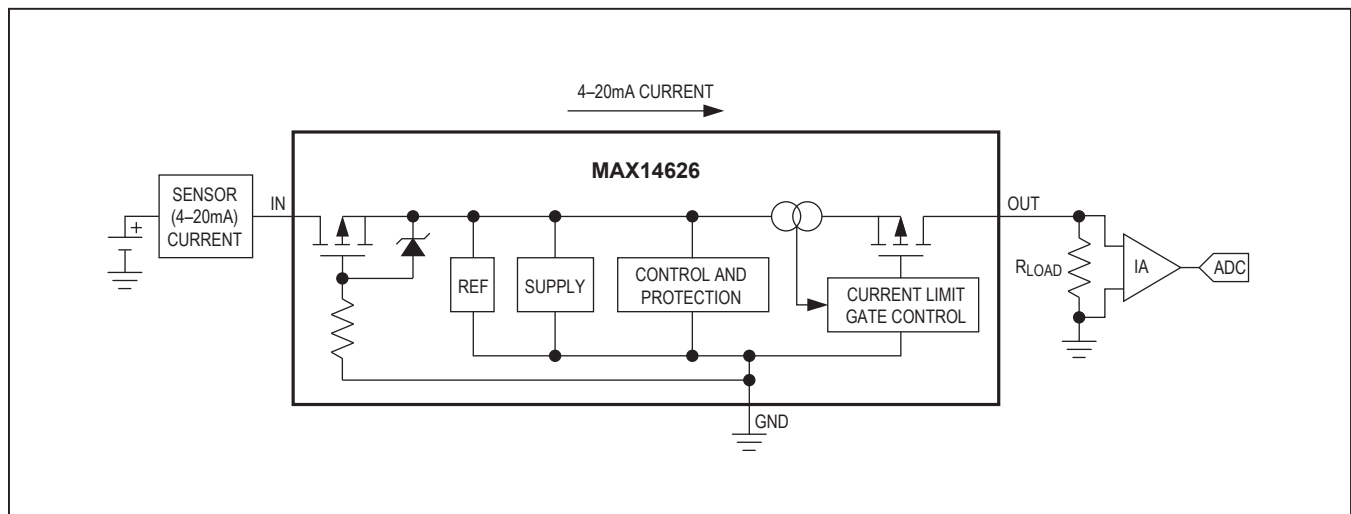 4–20mA CURRENT
MAX14626
SENSOR
(4–20mA)
CURRENT
+
IN
OUT
REF
SUPPLY
CONTROL AND
PROTECTION
CURRENT LIMIT
GATE CONTROL
RLOAD
IA
ADC
GND